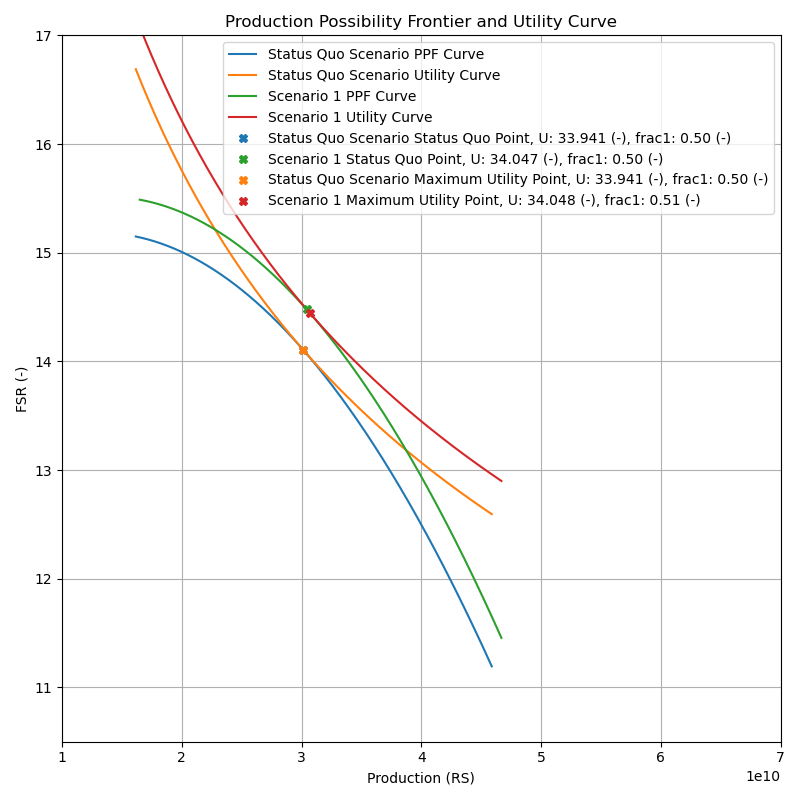 Production Possibility Frontier and Utility Curve
17
16
15
14
13
12
11
FSR (-)
Status Quo Scenario PPF Curve
Status Quo Scenario Utility Curve
Scenario 1 PPF Curve
Scenario 1 Utility Curve
Status Quo Scenario Status Quo Point, U: 33.941 (-), frac1: 0.50 (-)
Scenario 1 Status Quo Point, U: 34.047 (-), frac1: 0.50 (-)
Status Quo Scenario Maximum Utility Point, U: 33.941 (-), frac1: 0.50 (-)
Scenario 1 Maximum Utility Point, U: 34.048 (-), frac1: 0.51 (-)
1 2 3 4 5 6 7
Production (RS)
1e10